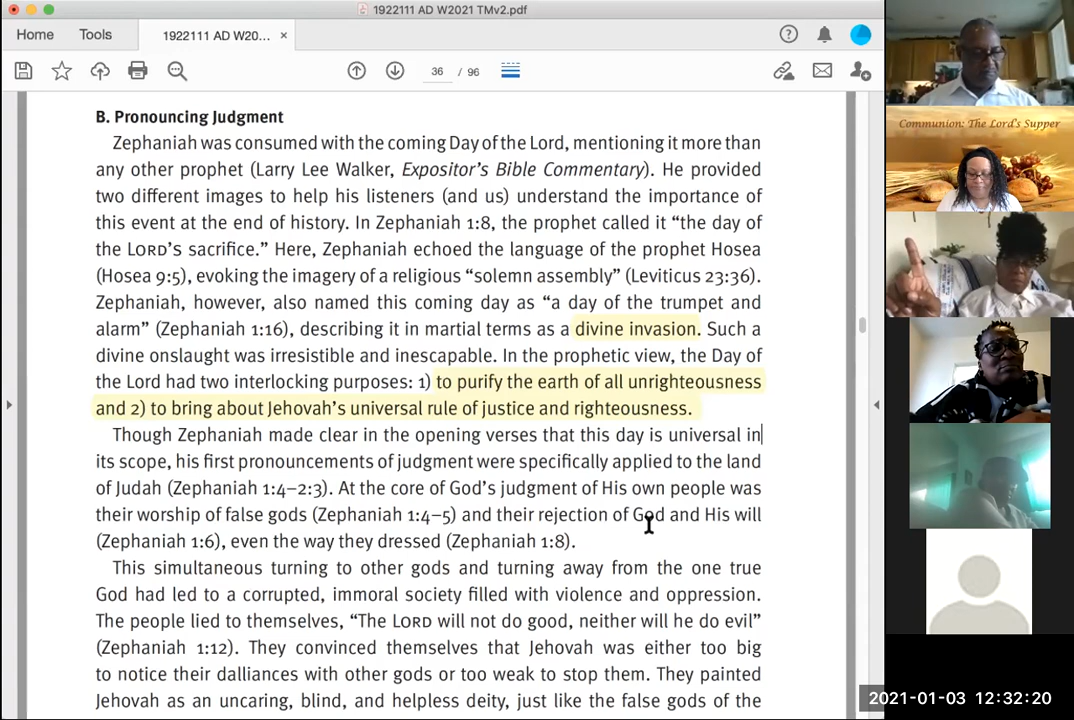 1922111 AD W2021 TMv2.pdf
Home Tools 1922111 AD W20... ×
36 / 96
B. Pronouncing Judgment
Zephaniah was consumed with the coming Day of the Lord, mentioning it more than
any other prophet (Larry Lee Walker, Expositor's Bible Commentary). He provided
two different images to help his listeners (and us) understand the importance of
this event at the end of history. In Zephaniah 1:8, the prophet called it “the day of
the LORD’S sacrifice.” Here, Zephaniah echoed the language of the prophet Hosea
(Hosea 9:5), evoking the imagery of a religious “solemn assembly” (Leviticus 23:36).
Zephaniah, however, also named this coming day as “a day of the trumpet and
alarm” (Zephaniah 1:16), describing it in martial terms as a divine invasion. Such a
divine onslaught was irresistible and inescapable. In the prophetic view, the Day of
the Lord had two interlocking purposes: 1) to purify the earth of all unrighteousness
and 2) to bring about Jehovah’s universal rule of justice and righteousness.
Though Zephaniah made clear in the opening verses that this day is universal in
its scope, his first pronouncements of judgment were specifically applied to the land
of Judah (Zephaniah 1:4–2:3). At the core of God’s judgment of His own people was
their worship of false gods (Zephaniah 1:4–5) and their rejection of God and His will
(Zephaniah 1:6), even the way they dressed (Zephaniah 1:8).
This simultaneous turning to other gods and turning away from the one true
God had led to a corrupted, immoral society filled with violence and oppression.
The people lied to themselves, “The LORD will not do good, neither will he do evil”
(Zephaniah 1:12). They convinced themselves that Jehovah was either too big
to notice their dalliances with other gods or too weak to stop them. They painted
Jehovah as an uncaring, blind, and helpless deity, just like the false gods of the
Communion: The Lord's Supper
2021-01-03 12:32:20